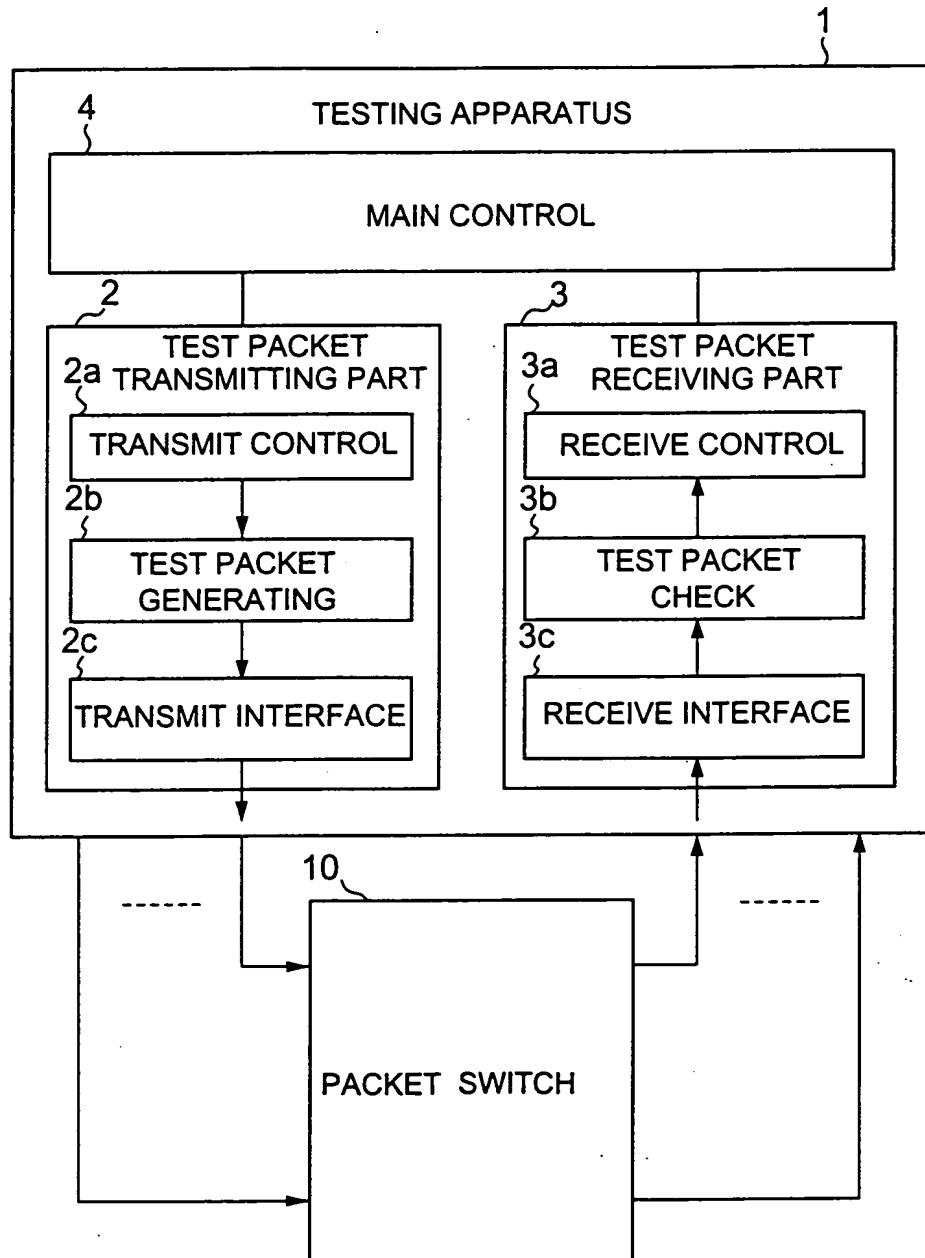 1
TESTING APPARATUS
4
MAIN CONTROL
2
TEST PACKET
TRANSMITTING PART
2a
TRANSMIT CONTROL
2b
TEST PACKET
GENERATING
2c
TRANSMIT INTERFACE
3
TEST PACKET
RECEIVING PART
3a
RECEIVE CONTROL
3b
TEST PACKET
CHECK
3c
RECEIVE INTERFACE
10
PACKET SWITCH